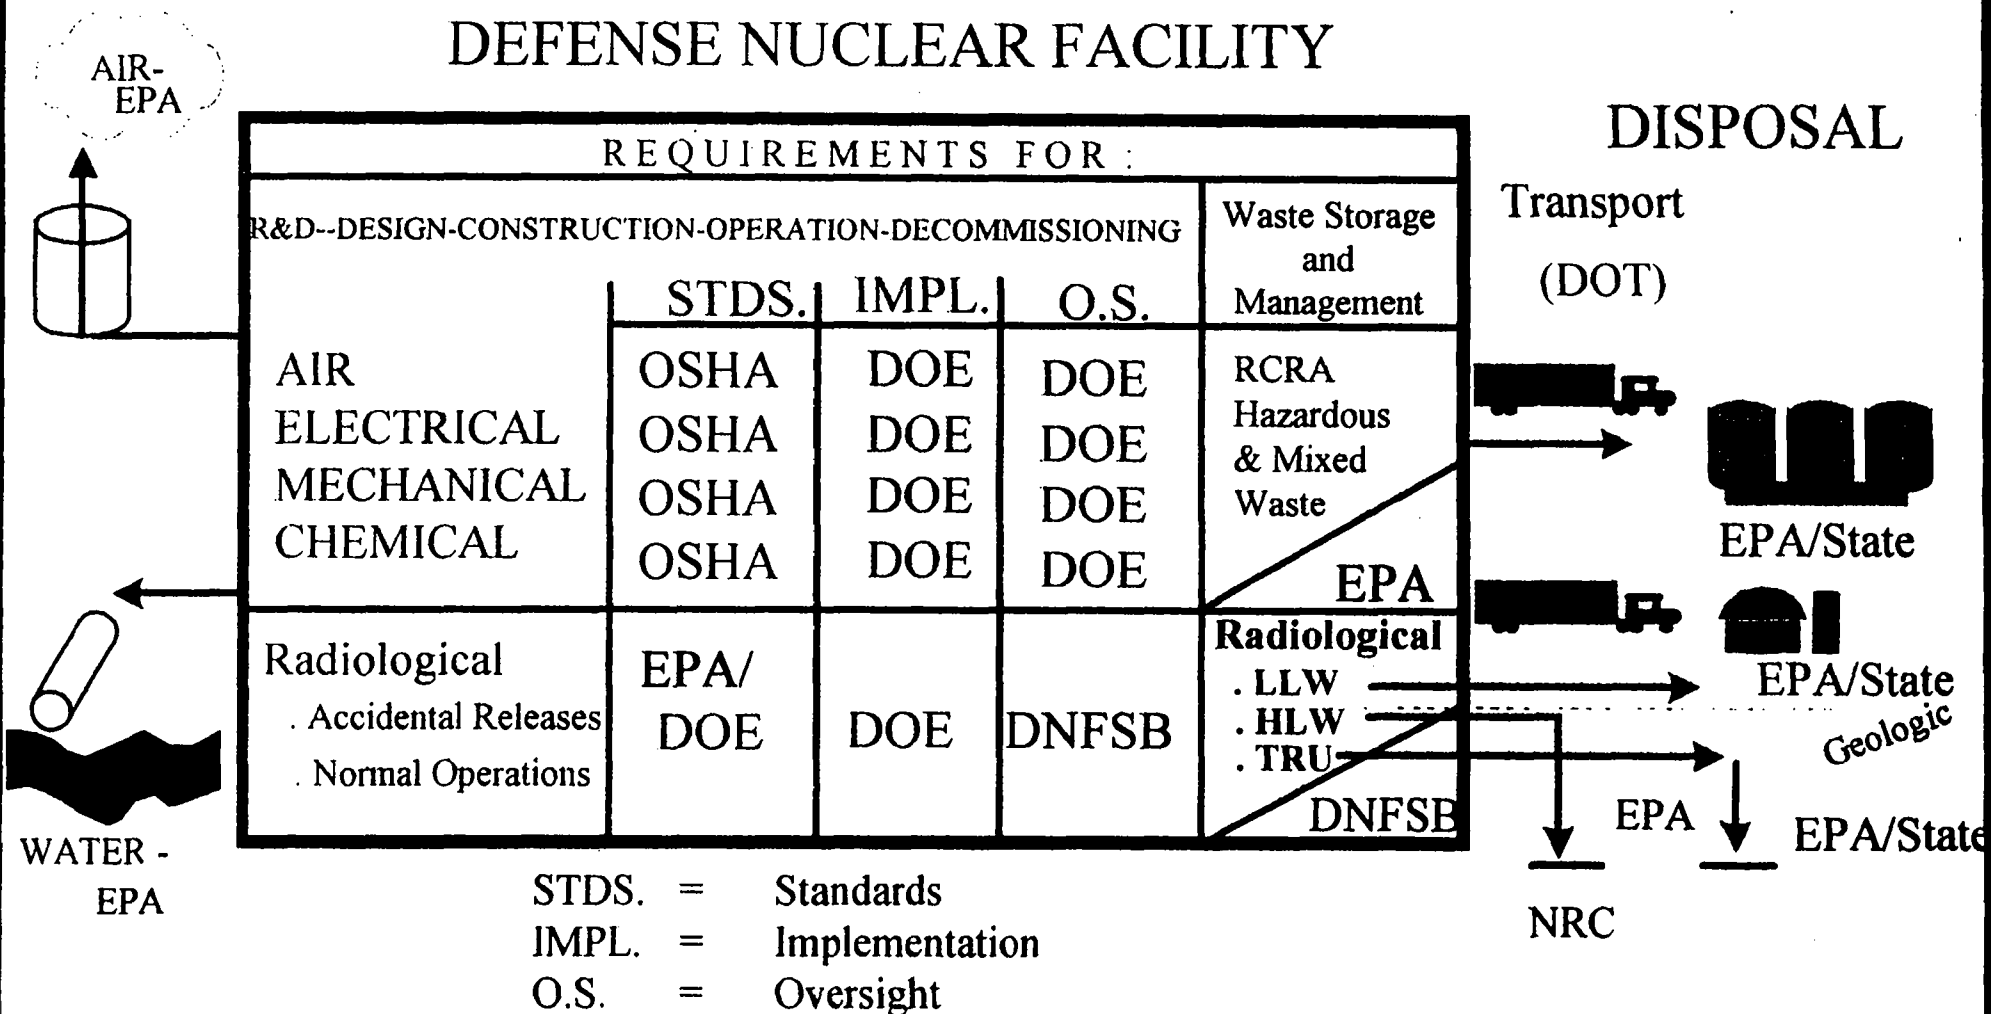 DEFENSE NUCLEAR FACILITY
AIR-
EPA
DISPOSAL
REQUIREMENTS FOR :
R&D--DESIGN-CONSTRUCTION-OPERATION-DECOMMISSIONING
Waste Storage
and
Management
Transport
(DOT)
STDS. IMPL. O.S.
AIR OSHA DOE DOE
ELECTRICAL OSHA DOE DOE
MECHANICAL OSHA DOE DOE
CHEMICAL OSHA DOE DOE
RCRA
Hazardous
& Mixed
Waste
EPA
EPA/State
Radiological
. Accidental Releases
. Normal Operations
EPA/
DOE
DOE
DNFSB
Radiological
. LLW
. HLW
. TRU
DNFSB
EPA/State
Geologic
EPA
EPA/State
NRC
WATER -
EPA
STDS. = Standards
IMPL. = Implementation
O.S. = Oversight